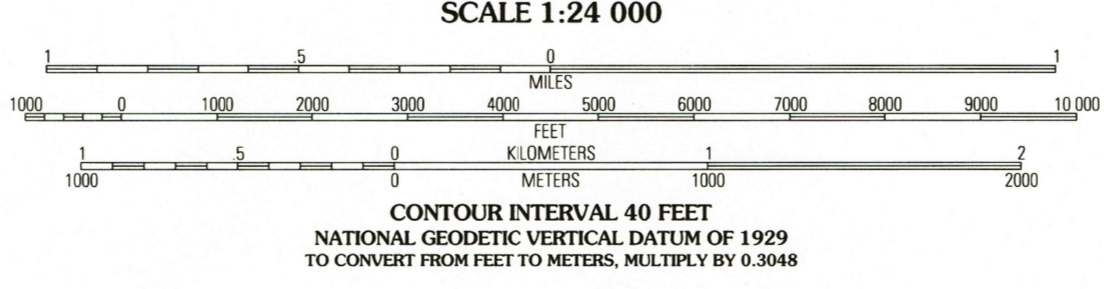 SCALE 1:24 000
1 .5 0 1
MILES
1000 0 1000 2000 3000 4000 5000 6000 7000 8000 9000 10 000
FEET
1 .5 0 KILOMETERS 1 2
1000 0 METERS 1000 2000
CONTOUR INTERVAL 40 FEET
NATIONAL GEODETIC VERTICAL DATUM OF 1929
TO CONVERT FROM FEET TO METERS, MULTIPLY BY 0.3048